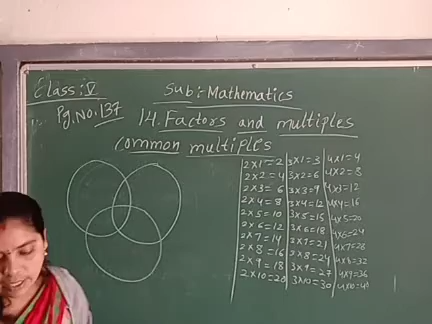 Class: V
Sub:- Mathematics
Pg. No. 137
14. Factors and multiples
common multiples
2 x 1 = 2
2 x 2 = 4
2 x 3 = 6
2 x 4 = 8
2 x 5 = 10
2 x 6 = 12
2 x 7 = 14
2 x 8 = 16
2 x 9 = 18
2 x 10 = 20
3 x 1 = 3
3 x 2 = 6
3 x 3 = 9
3 x 4 = 12
3 x 5 = 15
3 x 6 = 18
3 x 7 = 21
3 x 8 = 24
3 x 9 = 27
3 x 10 = 30
4 x 1 = 4
4 x 2 = 8
4 x 3 = 12
4 x 4 = 16
4 x 5 = 20
4 x 6 = 24
4 x 7 = 28
4 x 8 = 32
4 x 9 = 36
4 x 10 = 40